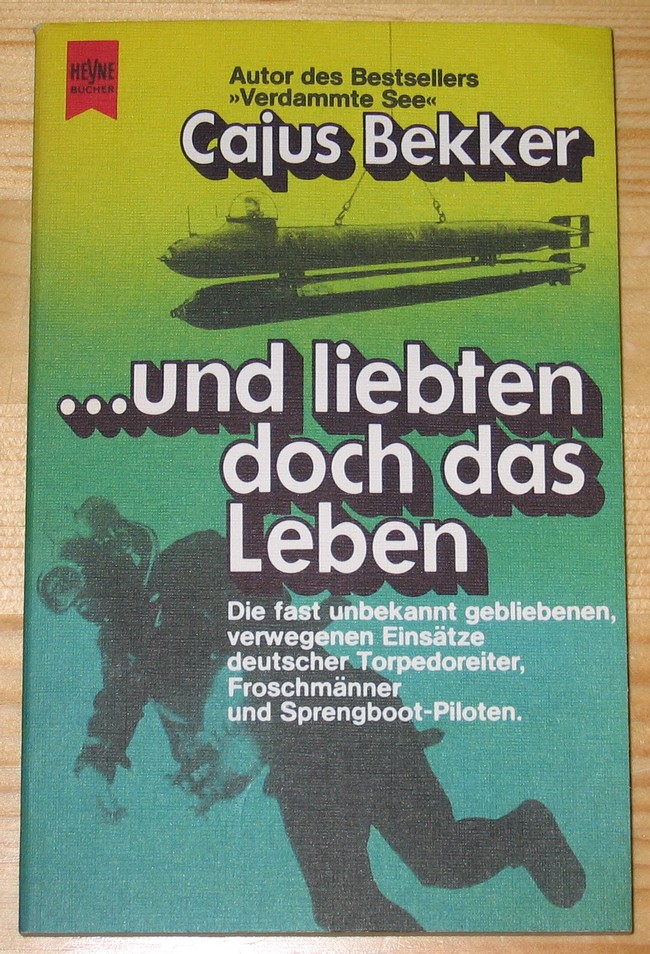 HEYNE
BÜCHER
Autor des Bestsellers
»Verdammte See«
Cajus Bekker
...und liebten
doch das
Leben
Die fast unbekannt gebliebenen,
verwegenen Einsätze
deutscher Torpedoreiter,
Froschmänner
und Sprengboot-Piloten.